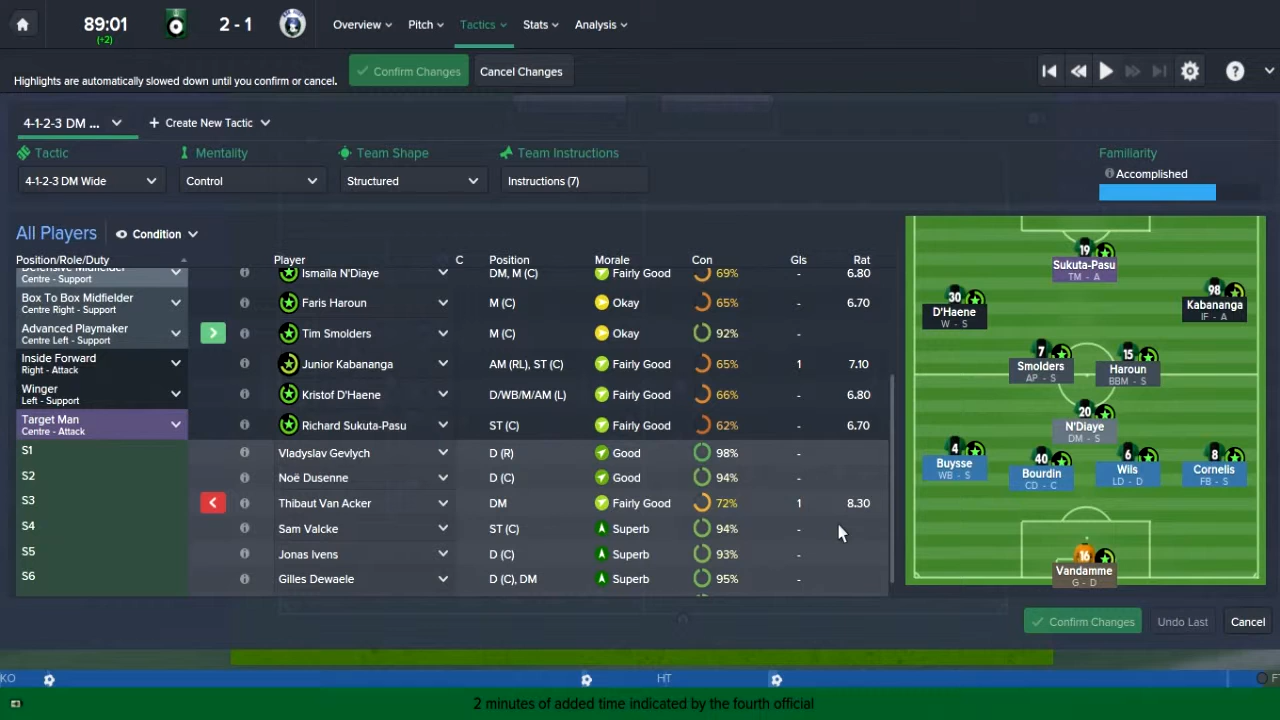 89:01
(+2)
2 - 1
Overview
Pitch
Tactics
Stats
Analysis
Highlights are automatically slowed down until you confirm or cancel.
Confirm Changes
Cancel Changes
?
4-1-2-3 DM ...
+ Create New Tactic
Tactic
Mentality
Team Shape
Team Instructions
Familiarity
Accomplished
4-1-2-3 DM Wide
Control
Structured
Instructions (7)
All Players
Condition
Position/Role/Duty
Player
C
Position
Morale
Con
Gls
Rat
Defensive Midfielder
Centre - Support
Ismaïla N'Diaye
DM, M (C)
Fairly Good
69%
-
6.80
Box To Box Midfielder
Centre Right - Support
Faris Haroun
M (C)
Okay
65%
-
6.70
Advanced Playmaker
Centre Left - Support
Tim Smolders
M (C)
Okay
92%
-
Inside Forward
Right - Attack
Junior Kabananga
AM (RL), ST (C)
Fairly Good
65%
1
7.10
Winger
Left - Support
Kristof D'Haene
D/WB/M/AM (L)
Fairly Good
66%
-
6.80
Target Man
Centre - Attack
Richard Sukuta-Pasu
ST (C)
Fairly Good
62%
-
6.70
S1
Vladyslav Gevlych
D (R)
Good
98%
-
S2
Noë Dusenne
D (C)
Good
94%
-
S3
Thibaut Van Acker
DM
Fairly Good
72%
1
8.30
S4
Sam Valcke
ST (C)
Superb
94%
-
S5
Jonas Ivens
D (C)
Superb
93%
-
S6
Gilles Dewaele
D (C), DM
Superb
95%
-
19
Sukuta-Pasu
TM - A
30
D'Haene
W - S
98
Kabananga
IF - A
7
Smolders
AP - S
15
Haroun
BBM - S
20
N'Diaye
DM - S
4
Buysse
WB - S
40
Bourdin
CD - C
6
Wils
LD - D
8
Cornelis
FB - S
16
Vandamme
G - D
Confirm Changes
Undo Last
Cancel
KO
HT
FT
2 minutes of added time indicated by the fourth official